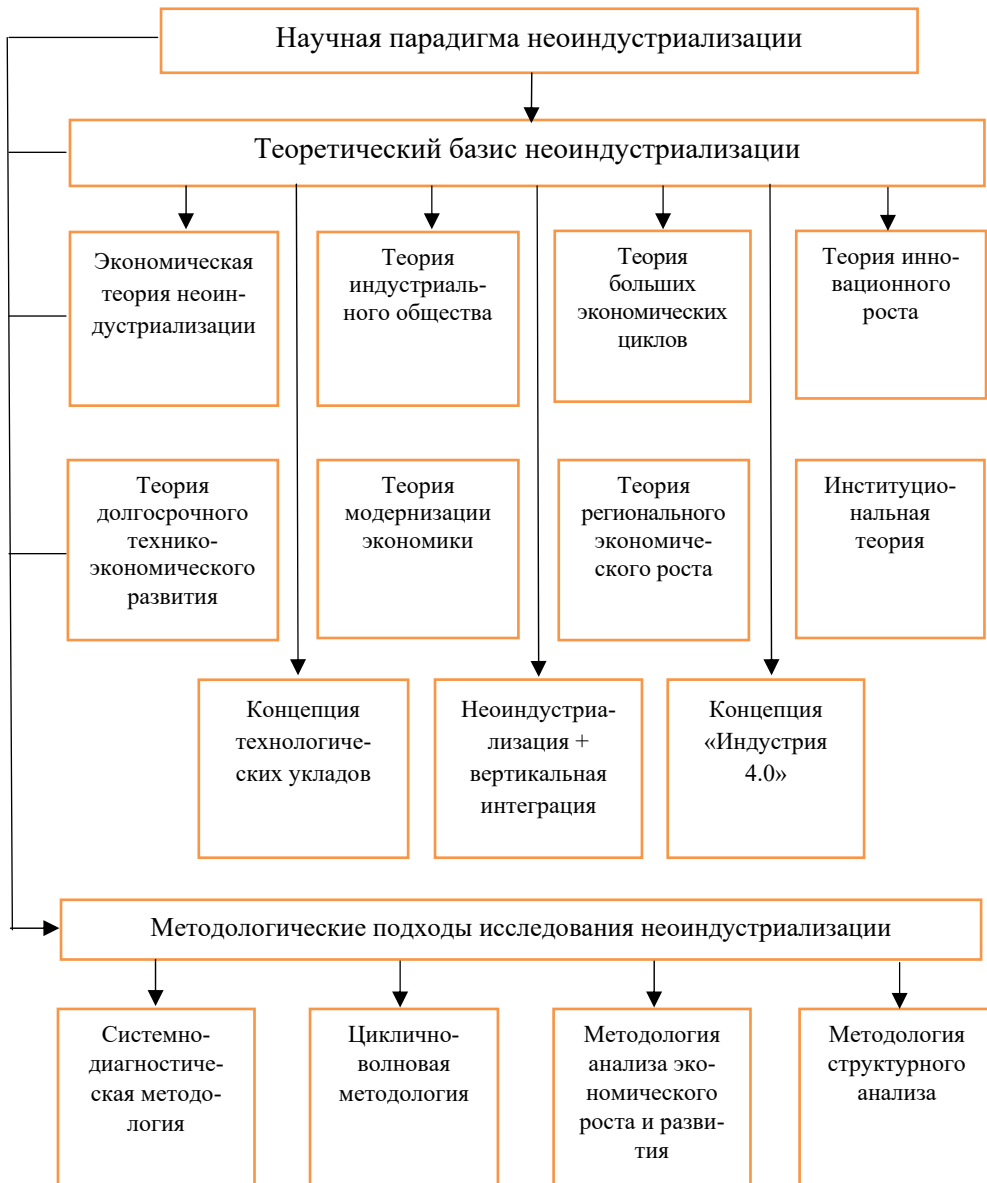 Научная парадигма неоиндустриализации
Теоретический базис неоиндустриализации
Экономическая
теория неоин-
дустриализации
Теория
индустриаль-
ного общества
Теория
больших
экономических
циклов
Теория инно-
вационного
роста
Теория
долгосрочного
технико-
экономического
развития
Теория
модернизации
экономики
Теория
регионального
экономиче-
ского роста
Институцио-
нальная
теория
Концепция
технологиче-
ских укладов
Неоиндустриа-
лизация +
вертикальная
интеграция
Концепция
«Индустрия
4.0»
Методологические подходы исследования неоиндустриализации
Системно-
диагностиче-
ская методо-
логия
Циклично-
волновая
методология
Методология
анализа эко-
номического
роста и разви-
тия
Методология
структурного
анализа